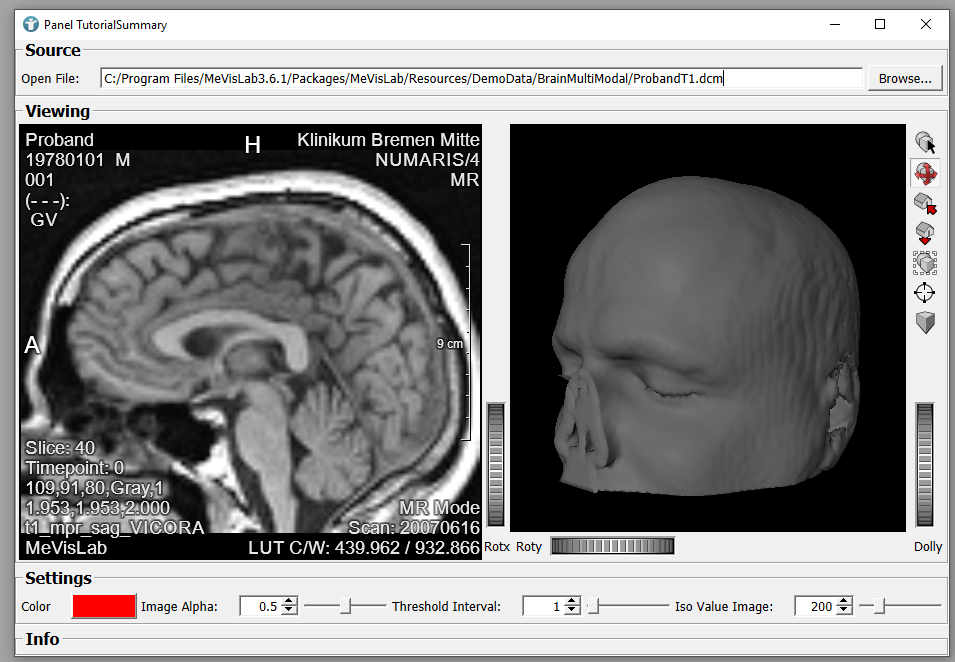 Panel TutorialSummary
Source
Open File: C:/Program Files/MeVisLab3.6.1/Packages/MeVisLab/Resources/DemoData/BrainMultiModal/ProbandT1.dcm Browse...
Viewing
Proband H Klinikum Bremen Mitte
19780101 M NUMARIS/4
001 MR
(---):
GV
A 9 cm
Slice: 40
Timepoint: 0
109,91,80,Gray,1
1.953,1.953,2.000 MR Mode
t1_mpr_sag_VICORA Scan: 20070616
MeVisLab LUT C/W: 439.962 / 932.866 Rotx Roty Dolly
Settings
Color Image Alpha: 0.5 Threshold Interval: 1 Iso Value Image: 200
Info